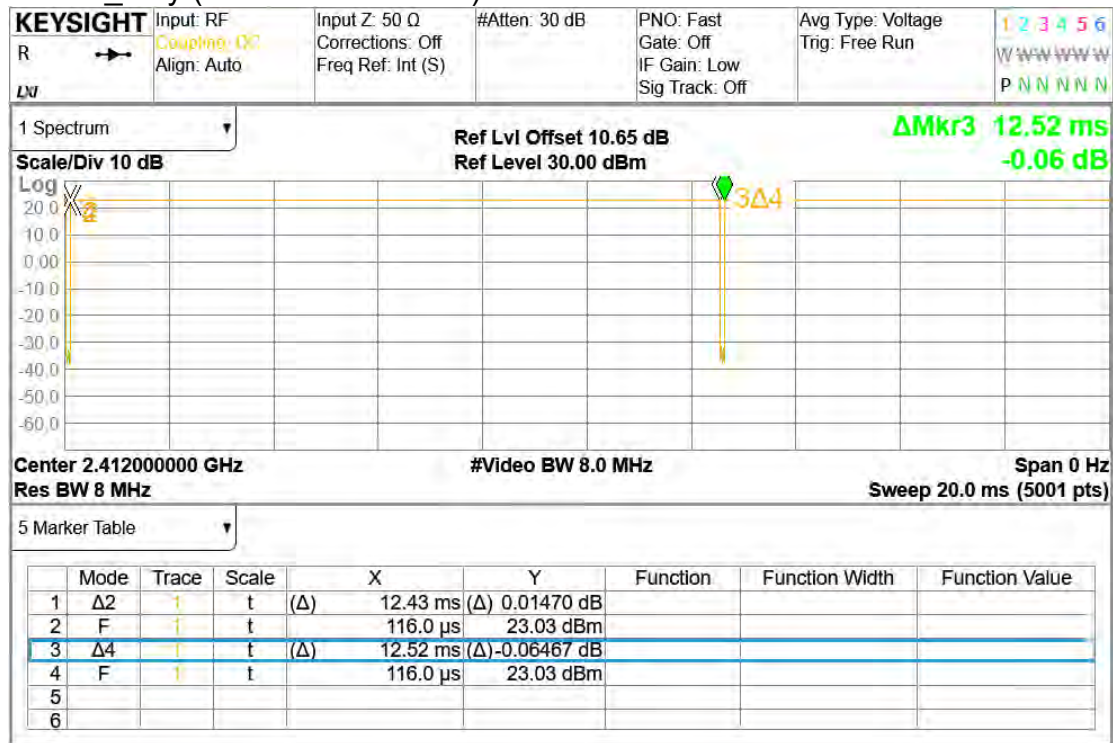 KEYSIGHT Input: RF Input Z: 50 Ω #Atten: 30 dB PNO: Fast Avg Type: Voltage 1 2 3 4 5 6
R Coupling: DC Corrections: Off Gate: Off Trig: Free Run W W W W W W
Align: Auto Freq Ref: Int (S) IF Gain: Low
LXI Sig Track: Off P N N N N N
1 Spectrum Ref Lvl Offset 10.65 dB ΔMkr3 12.52 ms
Scale/Div 10 dB Ref Level 30.00 dBm -0.06 dB
Log
20.0
3Δ4
10.0
0.00
-10.0
-20.0
-30.0
-40.0
-50.0
-60.0
Center 2.412000000 GHz #Video BW 8.0 MHz Span 0 Hz
Res BW 8 MHz Sweep 20.0 ms (5001 pts)
5 Marker Table
Mode Trace Scale X Y Function Function Width Function Value
1 Δ2 1 t (Δ) 12.43 ms (Δ) 0.01470 dB
2 F 1 t 116.0 µs 23.03 dBm
3 Δ4 1 t (Δ) 12.52 ms (Δ) -0.06467 dB
4 F 1 t 116.0 µs 23.03 dBm
5
6